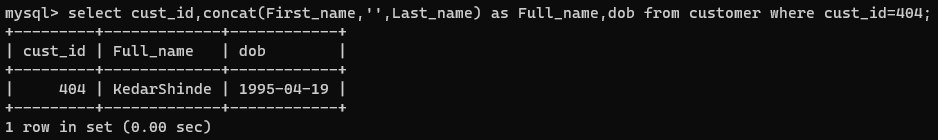 mysql> select cust_id,concat(First_name,'',Last_name) as Full_name,dob from customer where cust_id=404;
+---------+-------------+------------+
| cust_id | Full_name   | dob        |
+---------+-------------+------------+
|     404 | KedarShinde | 1995-04-19 |
+---------+-------------+------------+
1 row in set (0.00 sec)